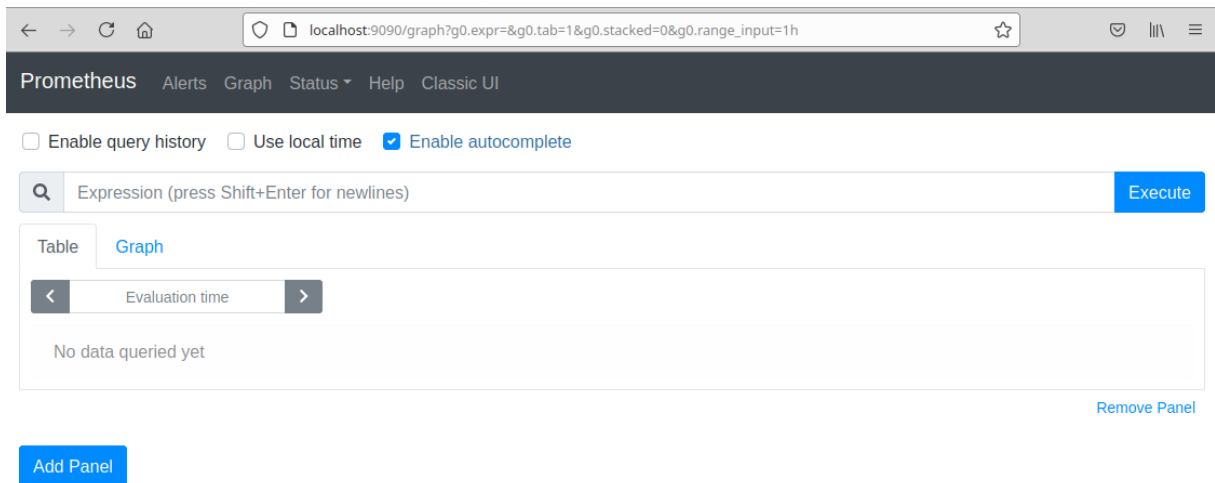 localhost:9090/graph?g0.expr=&g0.tab=1&g0.stacked=0&g0.range_input=1h
Prometheus Alerts Graph Status Help Classic UI
Enable query history Use local time Enable autocomplete
Expression (press Shift+Enter for newlines) Execute
Table Graph
Evaluation time
No data queried yet
Remove Panel
Add Panel